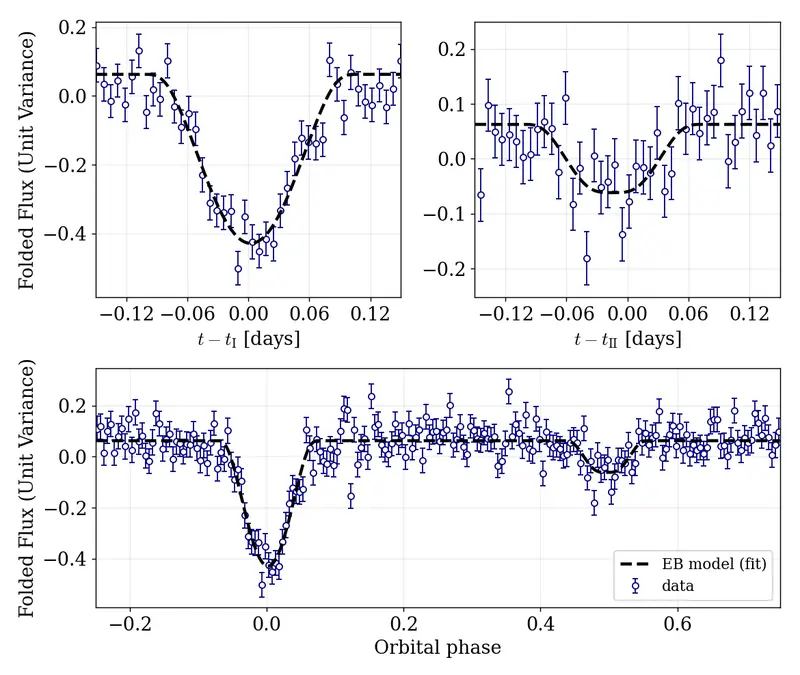 Folded Flux (Unit Variance)
0.2
0.0
−0.2
−0.4
−0.12 −0.06 0.00 0.06 0.12
t − tI [days]
0.2
0.1
0.0
−0.1
−0.2
−0.12 −0.06 0.00 0.06 0.12
t − tII [days]
Folded Flux (Unit Variance)
0.2
0.0
−0.2
−0.4
EB model (fit)
data
−0.2 0.0 0.2 0.4 0.6
Orbital phase